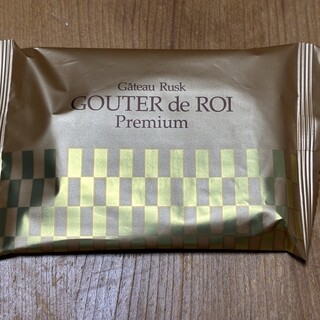 Gâteau Rusk
GOUTER de ROI
Premium